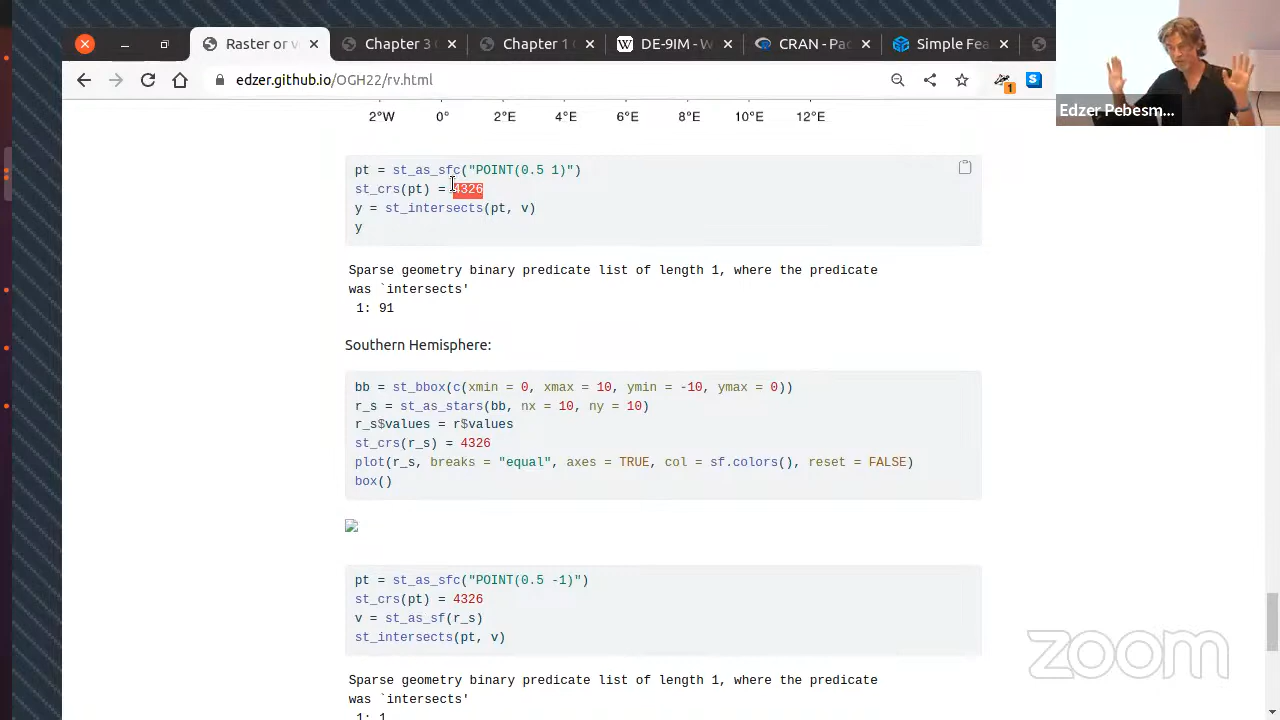 Raster or v
Chapter 3
Chapter 1
DE-9IM - W
CRAN - Pac
Simple Fea
edzer.github.io/OGH22/rv.html
1
S
Edzer Pebesm...
2°W 0° 2°E 4°E 6°E 8°E 10°E 12°E
pt = st_as_sfc("POINT(0.5 1)")
st_crs(pt) = 4326
y = st_intersects(pt, v)
y
Sparse geometry binary predicate list of length 1, where the predicate
was `intersects'
1: 91
Southern Hemisphere:
bb = st_bbox(c(xmin = 0, xmax = 10, ymin = -10, ymax = 0))
r_s = st_as_stars(bb, nx = 10, ny = 10)
r_s$values = r$values
st_crs(r_s) = 4326
plot(r_s, breaks = "equal", axes = TRUE, col = sf.colors(), reset = FALSE)
box()
pt = st_as_sfc("POINT(0.5 -1)")
st_crs(pt) = 4326
v = st_as_sf(r_s)
st_intersects(pt, v)
zoom
Sparse geometry binary predicate list of length 1, where the predicate
was `intersects'
1: 1